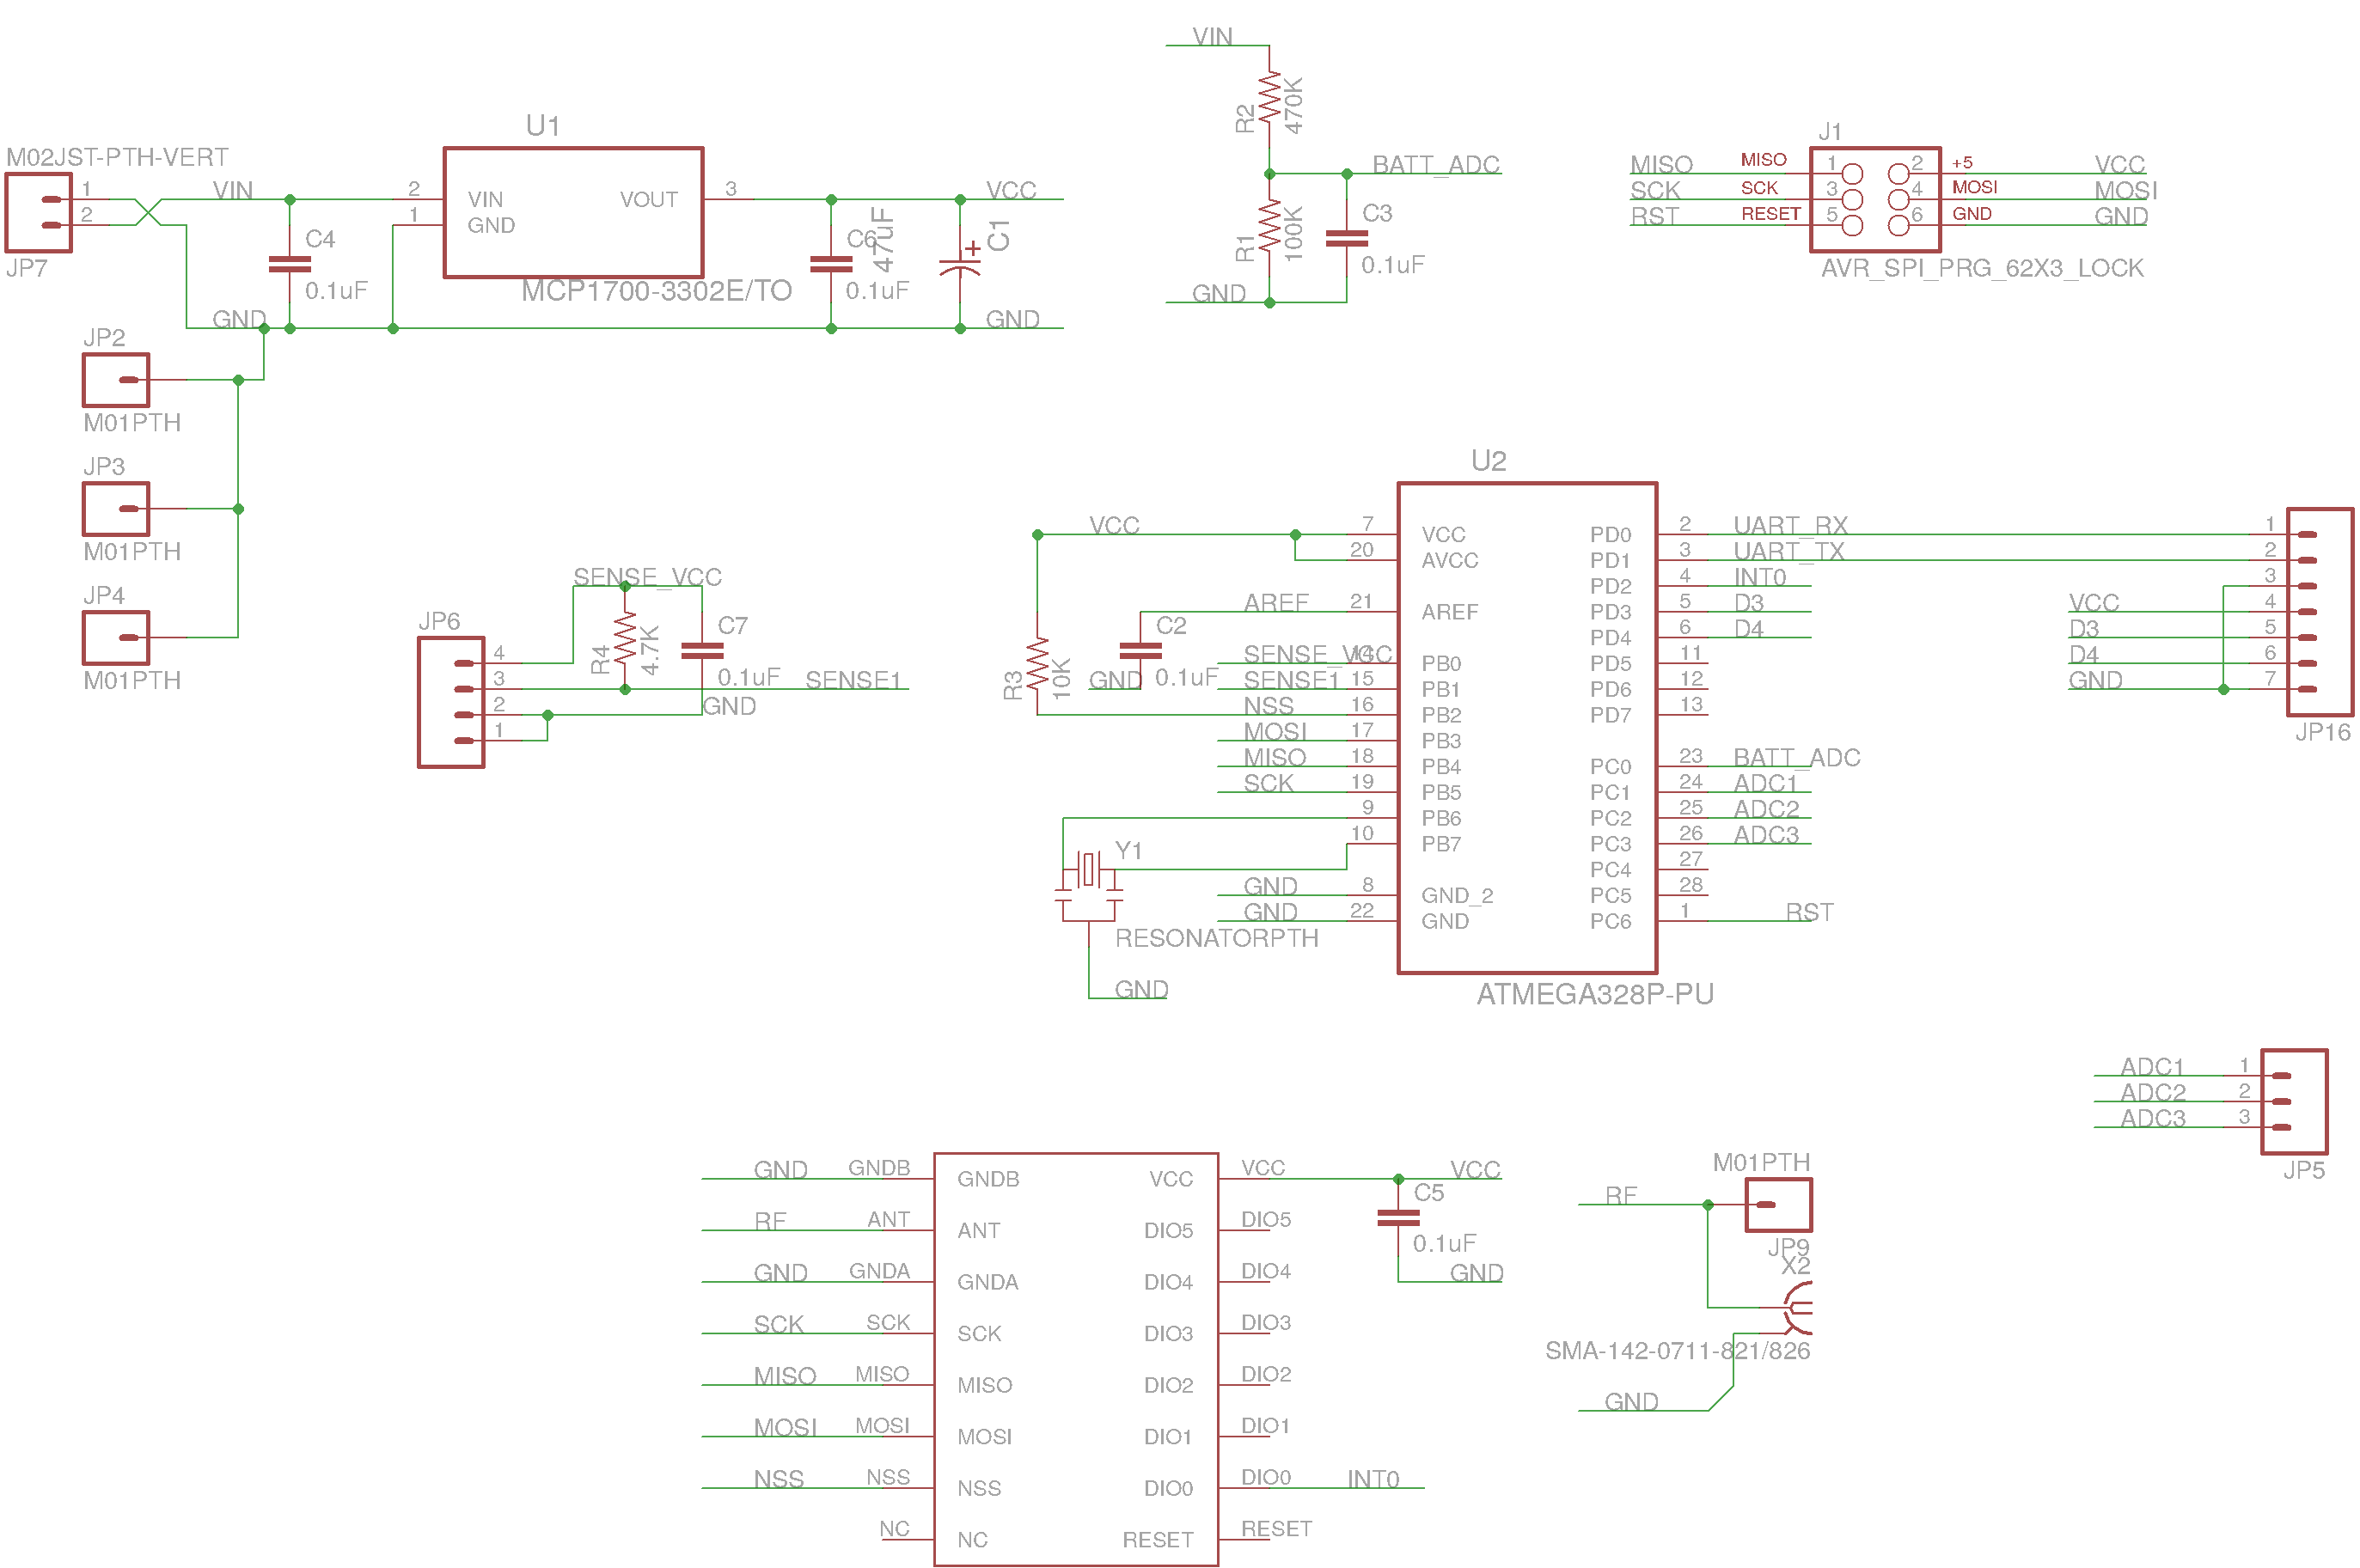 VIN
R2
470K
BATT_ADC
R1
100K
C3
0.1uF
GND
M02JST-PTH-VERT
1
2
JP7
VIN
U1
2
VIN
VOUT
3
1
GND
MCP1700-3302E/TO
C4
0.1uF
C6
0.1uF
47uF
+
C1
VCC
GND
GND
J1
MISO
MISO
1
2
+5
VCC
SCK
SCK
3
4
MOSI
MOSI
RST
RESET
5
6
GND
GND
AVR_SPI_PRG_62X3_LOCK
JP2
M01PTH
JP3
M01PTH
JP4
M01PTH
SENSE_VCC
JP6
4
3
2
1
R4
4.7K
C7
0.1uF
SENSE1
GND
U2
VCC
7
VCC
20
AVCC
AREF
21
AREF
R3
10K
C2
0.1uF
GND
SENSE_VCC
14
PB0
SENSE1
15
PB1
NSS
16
PB2
MOSI
17
PB3
MISO
18
PB4
SCK
19
PB5
9
PB6
10
PB7
Y1
RESONATORPTH
GND
GND
8
GND_2
GND
22
GND
PD0
2
UART_RX
PD1
3
UART_TX
PD2
4
INT0
PD3
5
D3
PD4
6
D4
PD5
11
PD6
12
PD7
13
PC0
23
BATT_ADC
PC1
24
ADC1
PC2
25
ADC2
PC3
26
ADC3
PC4
27
PC5
28
PC6
1
RST
ATMEGA328P-PU
1
2
3
VCC
4
D3
5
D4
6
GND
7
JP16
ADC1
1
ADC2
2
ADC3
3
JP5
GND
GNDB
GNDB
RF
ANT
ANT
GND
GNDA
GNDA
SCK
SCK
SCK
MISO
MISO
MISO
MOSI
MOSI
MOSI
NSS
NSS
NSS
NC
NC
VCC
VCC
VCC
DIO5
DIO5
DIO4
DIO4
DIO3
DIO3
DIO2
DIO2
DIO1
DIO1
DIO0
DIO0
INT0
RESET
RESET
C5
0.1uF
GND
M01PTH
RF
JP9
X2
SMA-142-0711-821/826
GND